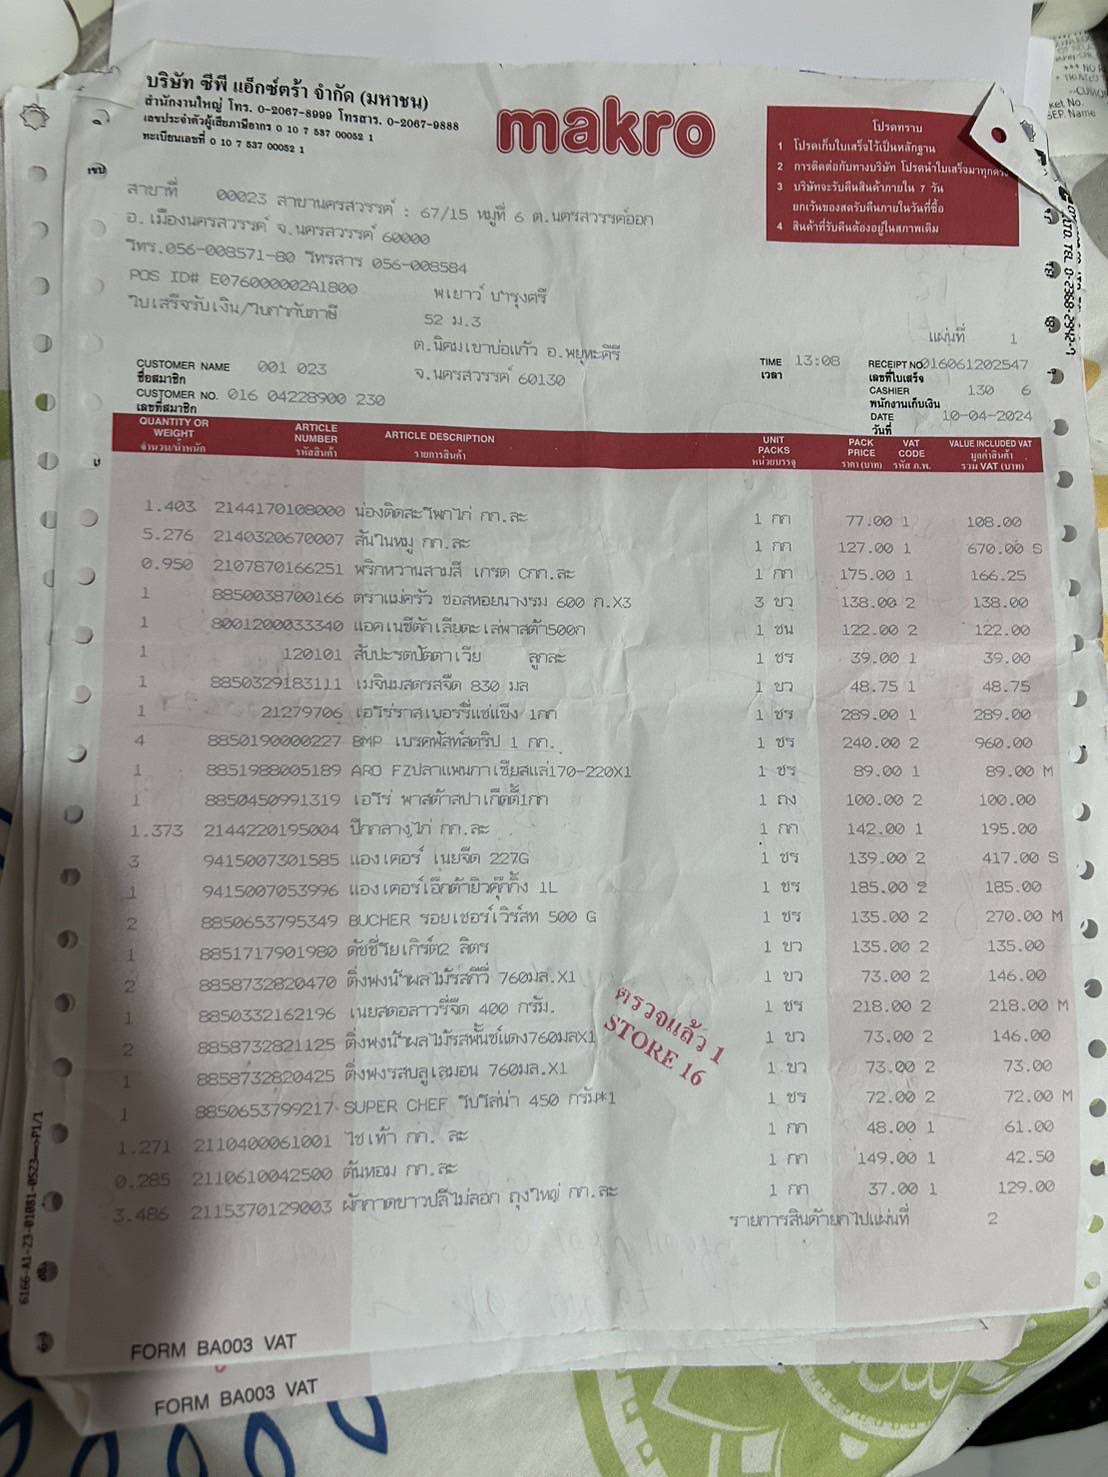 บริษัท ซีพี แอ็กซ์ตร้า จำกัด (มหาชน)
สำนักงานใหญ่ โทร. 0-2067-8999 โทรสาร. 0-2067-9888
เลขประจำตัวผู้เสียภาษีอากร 0 10 7 537 00052 1
ทะเบียนเลขที่ 0 10 7 537 00052 1
makro
โปรดทราบ
1 โปรดเก็บใบเสร็จไว้เป็นหลักฐาน
2 การติดต่อกับทางบริษัท โปรดนำใบเสร็จมาทุกครั้ง
3 บริษัทจะรับคืนสินค้าภายใน 7 วัน
ยกเว้นของสดรับคืนภายในวันที่ซื้อ
4 สินค้าที่รับคืนต้องอยู่ในสภาพเดิม
สาขาที่ 00023 สาขานครสวรรค์ : 67/15 หมู่ที่ 6 ต.นครสวรรค์ออก
อ.เมืองนครสวรรค์ จ.นครสวรรค์ 60000
โทร.056-008571-80 โทรสาร 056-008584
POS ID# E076000002A1800
ใบเสร็จรับเงิน/ใบกำกับภาษี
พเยาว์ บำรุงศรี
52 ม.3
ต.นิคมเขาบ่อแก้ว อ.พยุหะคีรี
จ.นครสวรรค์ 60130
แผ่นที่ 1
CUSTOMER NAME 001 023
ชื่อสมาชิก
CUSTOMER NO. 016 04228900 230
เลขที่สมาชิก
TIME 13:08
เวลา
RECEIPT NO 016061202547
เลขที่ใบเสร็จ
CASHIER 130 6
พนักงานเก็บเงิน
DATE 10-04-2024
วันที่
QUANTITY OR WEIGHT จำนวน/น้ำหนัก ARTICLE NUMBER รหัสสินค้า ARTICLE DESCRIPTION รายการสินค้า UNIT PACKS หน่วยบรรจุ PACK PRICE ราคา (บาท) VAT CODE รหัส ภ.พ. VALUE INCLUDED VAT มูลค่าสินค้า รวม VAT (บาท)
1.403 2144170108000 น่องติดสะโพกไก่ กก.ละ 1 กก 77.00 1 108.00
5.276 2140320670007 สันในหมู กก.ละ 1 กก 127.00 1 670.00 S
0.950 2107870166251 พริกหวานสามสี เกรด Cกก.ละ 1 กก 175.00 1 166.25
1 8850038700166 ตราแม่ครัว ซอสหอยนางรม 600 ก.X3 3 ขว 138.00 2 138.00
1 8001200033340 แอคเนซีตักเลียตะเล่พาสต้า500ก 1 ชน 122.00 2 122.00
1 120101 สับปะรดปัตตาเวีย ลูกละ 1 ชร 39.00 1 39.00
1 8850329183111 เมจินมสดรสจืด 830 มล 1 ขว 48.75 1 48.75
1 21279706 เอโร่ราสเบอร์รี่แช่แข็ง 1กก 1 ชร 289.00 1 289.00
4 8850190000227 BMP เบรคฟัสท์สตริป 1 กก. 1 ชร 240.00 2 960.00
1 8851988005189 ARO FZปลาแพนกาเซียสแล่170-220X1 1 ชร 89.00 1 89.00 M
1 8850450991319 เอโร่ พาสต้าสปาเก็ตตี้1กก 1 ถง 100.00 2 100.00
1.373 2144220195004 ปีกกลางไก่ กก.ละ 1 กก 142.00 1 195.00
3 9415007301585 แองเคอร์ เนยจืด 227G 1 ชร 139.00 2 417.00 S
1 9415007053996 แองเคอร์เอ็กต้ายิวคุ๊กกิ้ง 1L 1 ชร 185.00 2 185.00
2 8850653795349 BUCHER รอยเชอร์เวิร์สท 500 G 1 ชร 135.00 2 270.00 M
1 8851717901980 ดัชชี่โยเกิร์ต2 ลิตร 1 ขว 135.00 2 135.00
2 8858732820470 ติ่งฟงน้ำผลไม้รสกีวี่ 760มล.X1 1 ขว 73.00 2 146.00
1 8850332162196 เนยสดอลาวรี่จืด 400 กรัม. 1 ชร 218.00 2 218.00 M
2 8858732821125 ติ่งฟงน้ำผลไม้รสพั้นช์แดง760มลX1 1 ขว 73.00 2 146.00
1 8858732820425 ติ่งฟงรสบลูเลมอน 760มล.X1 1 ขว 73.00 2 73.00
1 8850653799217 SUPER CHEF โบโลน่า 450 กรัม*1 1 ชร 72.00 2 72.00 M
1.271 2110400061001 ไชเท้า กก. ละ 1 กก 48.00 1 61.00
0.285 2110610042500 ต้นหอม กก.ละ 1 กก 149.00 1 42.50
3.486 2115370129003 ผักกาดขาวปลีไม่ลอก ถุงใหญ่ กก.ละ 1 กก 37.00 1 129.00
รายการสินค้ายกไปแผ่นที่ 2
ตรวจแล้ว 1
STORE 16
6166-A1-23-01081-0523==>P1/1
FORM BA003 VAT
FORM BA003 VAT